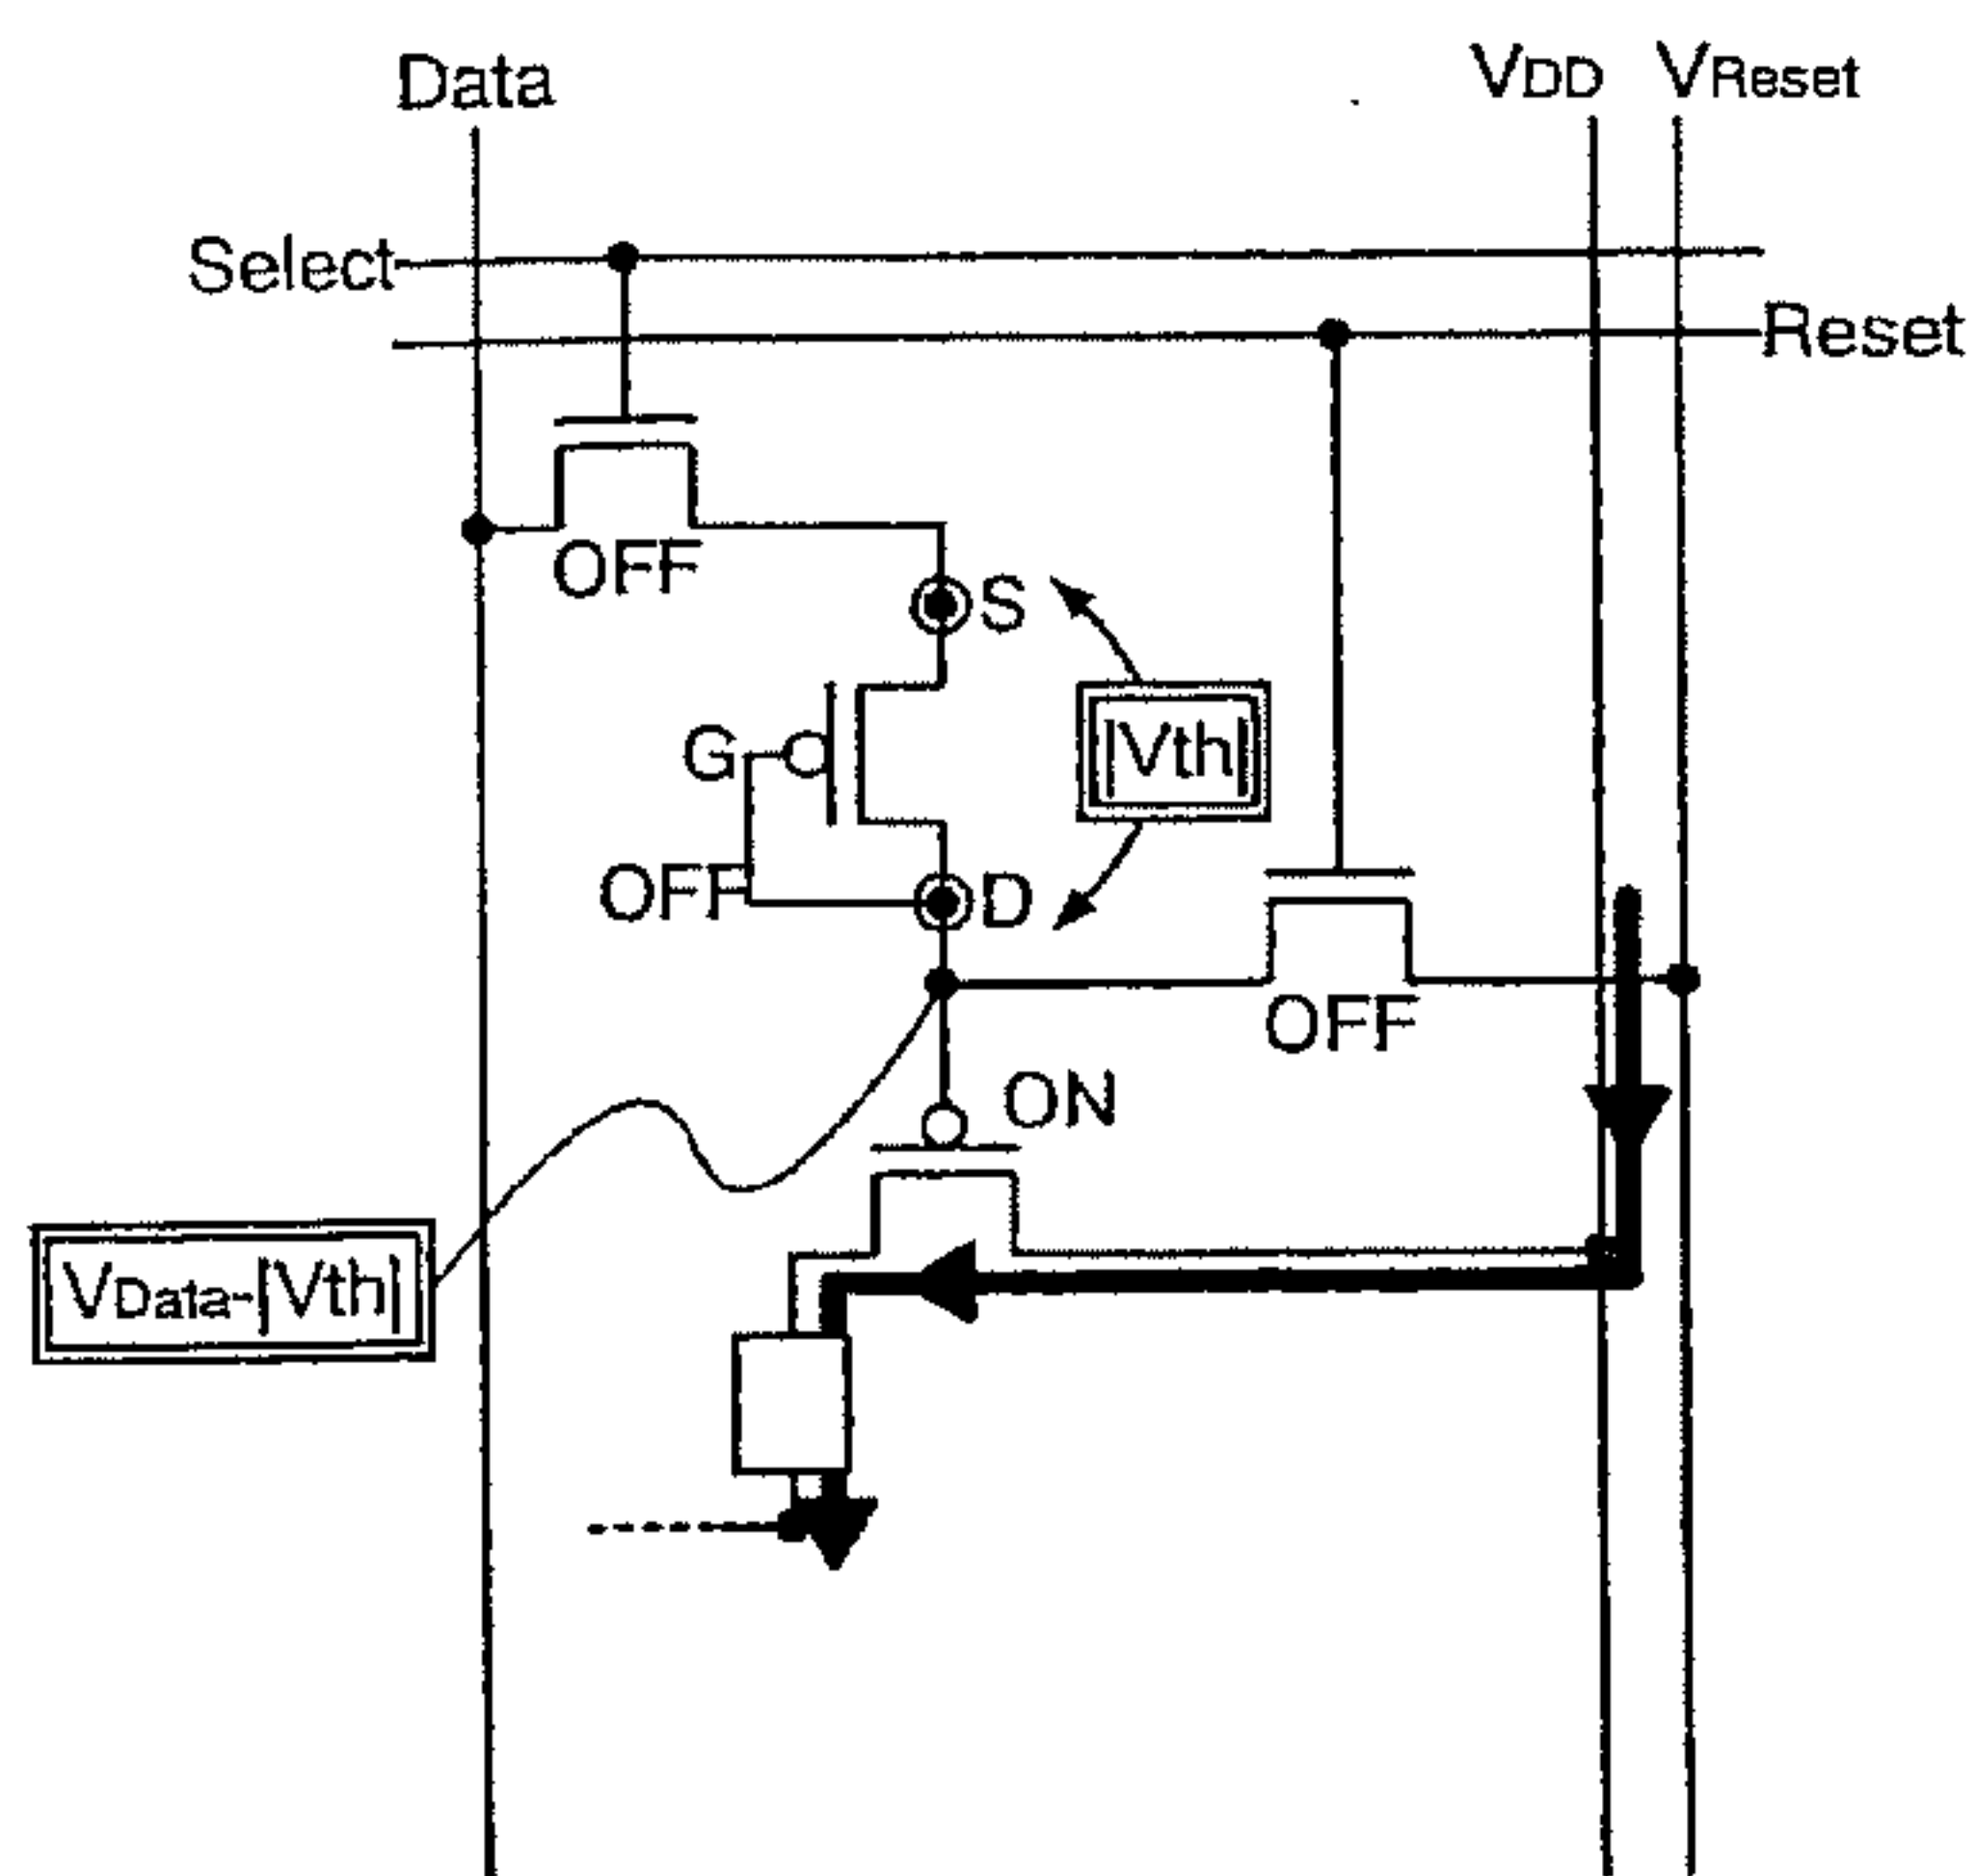 Data
VDD
VReset
Select
Reset
OFF
S
G
|Vth|
OFF
D
OFF
ON
VData-|Vth|